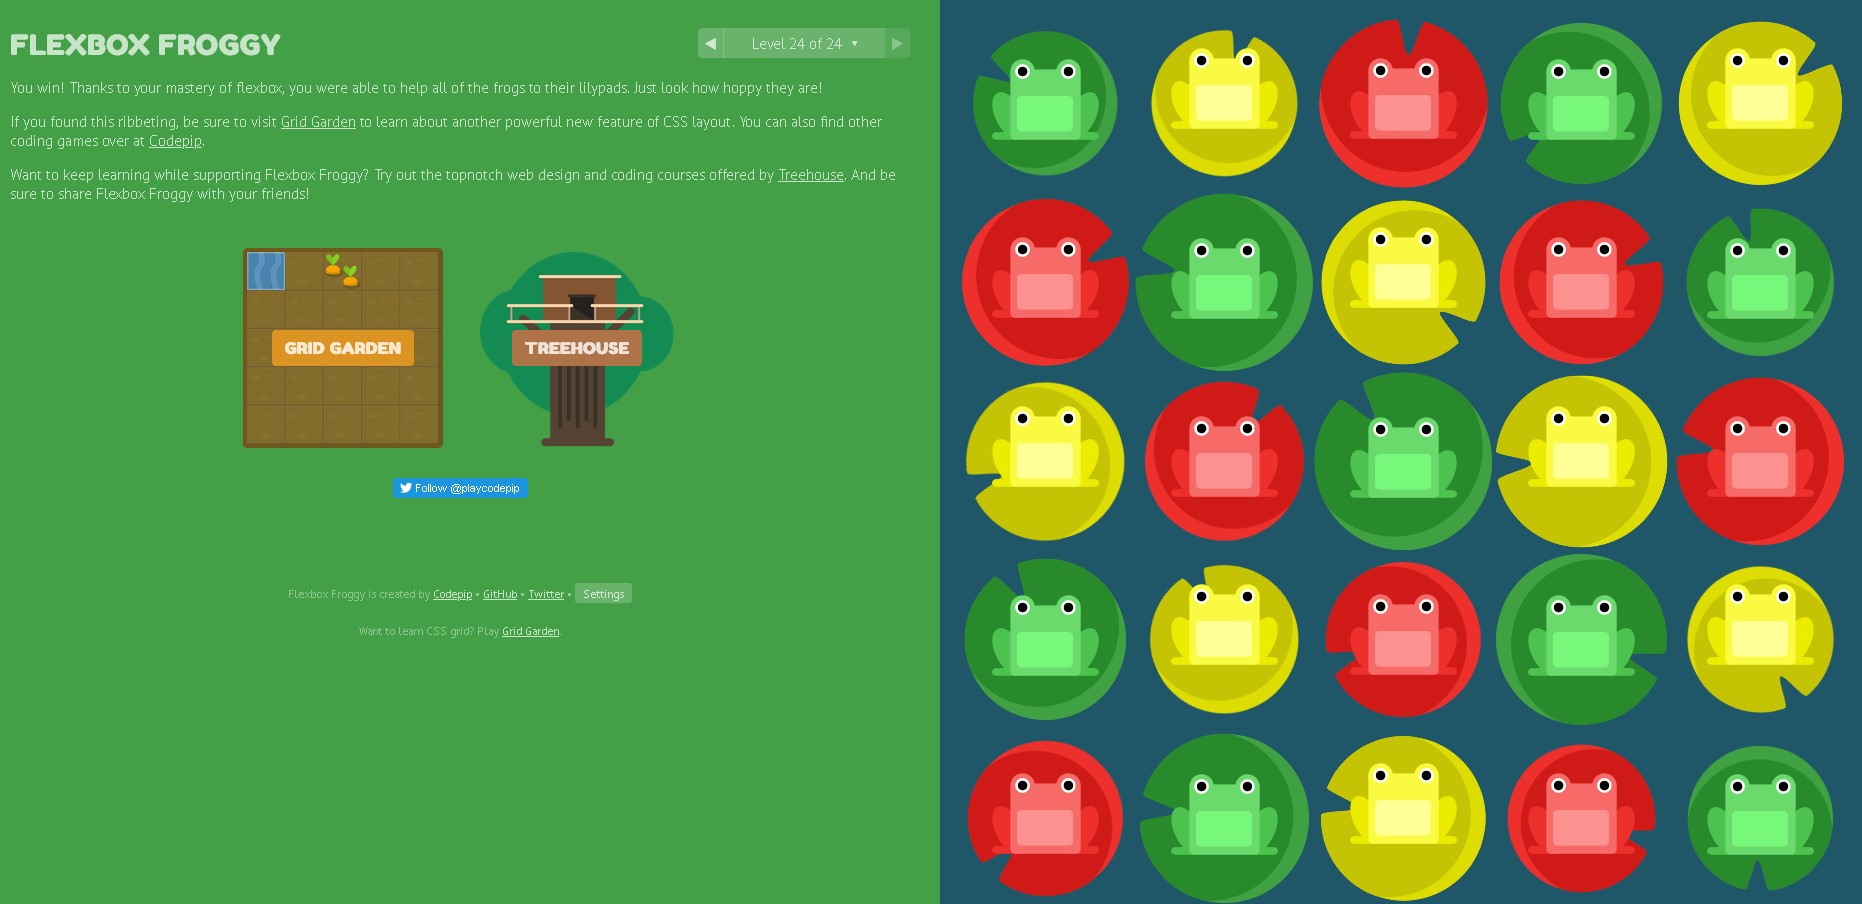 FLEXBOX FROGGY
Level 24 of 24
You win! Thanks to your mastery of flexbox, you were able to help all of the frogs to their lilypads. Just look how hoppy they are!
If you found this ribbeting, be sure to visit Grid Garden to learn about another powerful new feature of CSS layout. You can also find other
coding games over at Codepip.
Want to keep learning while supporting Flexbox Froggy? Try out the topnotch web design and coding courses offered by Treehouse. And be
sure to share Flexbox Froggy with your friends!
GRID GARDEN
TREEHOUSE
Follow @playcodepip
Flexbox Froggy is created by Codepip • GitHub • Twitter • Settings
Want to learn CSS grid? Play Grid Garden.